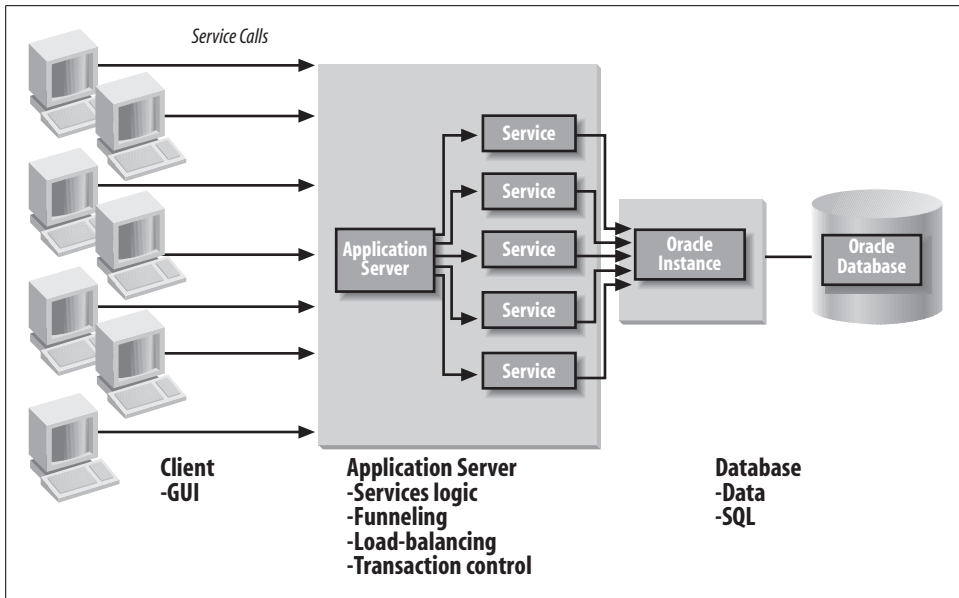 Service Calls
Service
Service
Service
Service
Service
Application
Server
Oracle
Instance
Oracle
Database
Client
-GUI
Application Server
-Services logic
-Funneling
-Load-balancing
-Transaction control
Database
-Data
-SQL